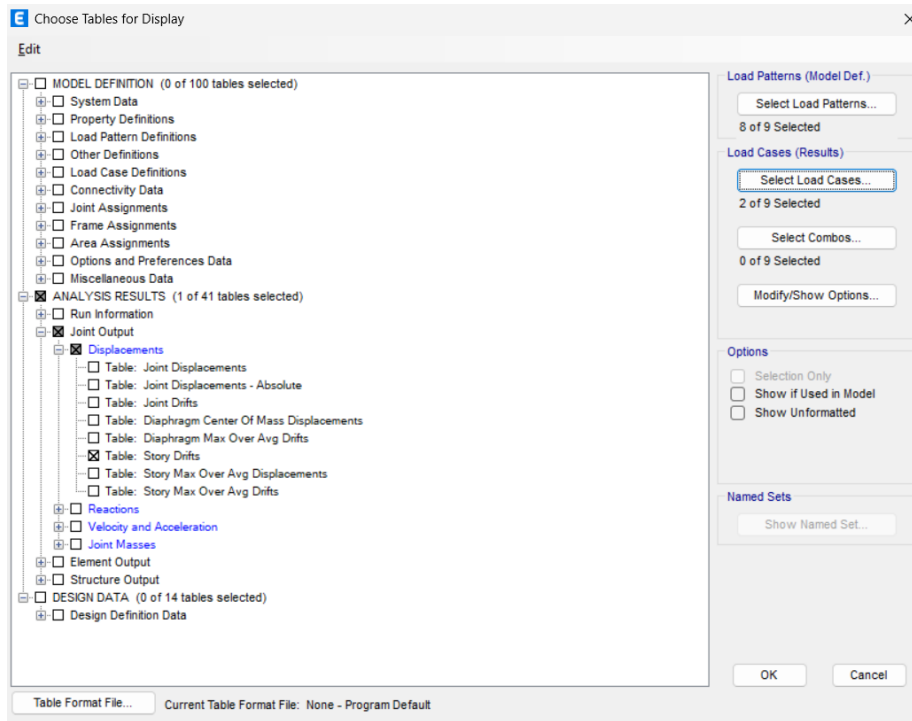 E Choose Tables for Display
Edit
MODEL DEFINITION (0 of 100 tables selected)
System Data
Property Definitions
Load Pattern Definitions
Other Definitions
Load Case Definitions
Connectivity Data
Joint Assignments
Frame Assignments
Area Assignments
Options and Preferences Data
Miscellaneous Data
ANALYSIS RESULTS (1 of 41 tables selected)
Run Information
Joint Output
Displacements
Table: Joint Displacements
Table: Joint Displacements - Absolute
Table: Joint Drifts
Table: Diaphragm Center Of Mass Displacements
Table: Diaphragm Max Over Avg Drifts
Table: Story Drifts
Table: Story Max Over Avg Displacements
Table: Story Max Over Avg Drifts
Reactions
Velocity and Acceleration
Joint Masses
Element Output
Structure Output
DESIGN DATA (0 of 14 tables selected)
Design Definition Data
Load Patterns (Model Def.)
Select Load Patterns...
8 of 9 Selected
Load Cases (Results)
Select Load Cases...
2 of 9 Selected
Select Combos...
0 of 9 Selected
Modify/Show Options...
Options
Selection Only
Show if Used in Model
Show Unformatted
Named Sets
Show Named Set...
OK Cancel
Table Format File... Current Table Format File: None - Program Default